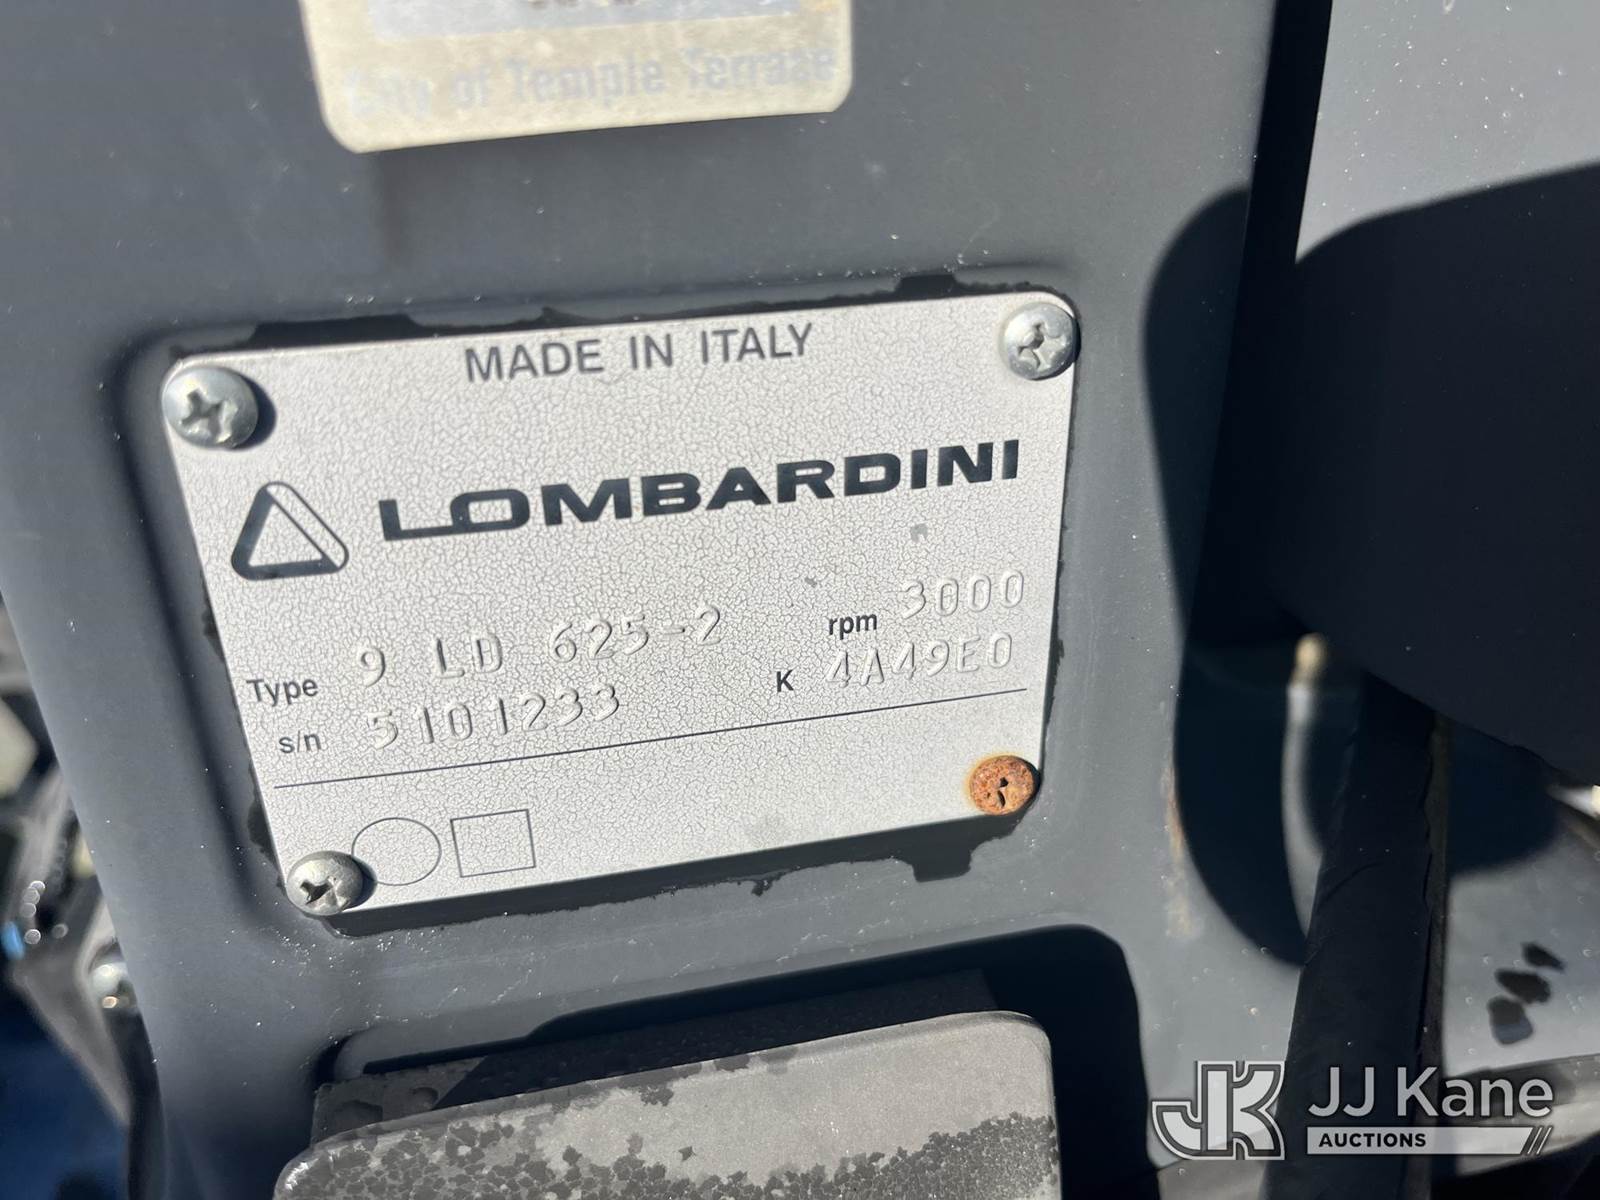 City of Temple Terrace
MADE IN ITALY
LOMBARDINI
Type 9 LD 625-2 rpm 3000
s/n 5101233 K 4A49E0
JK JJ Kane
AUCTIONS